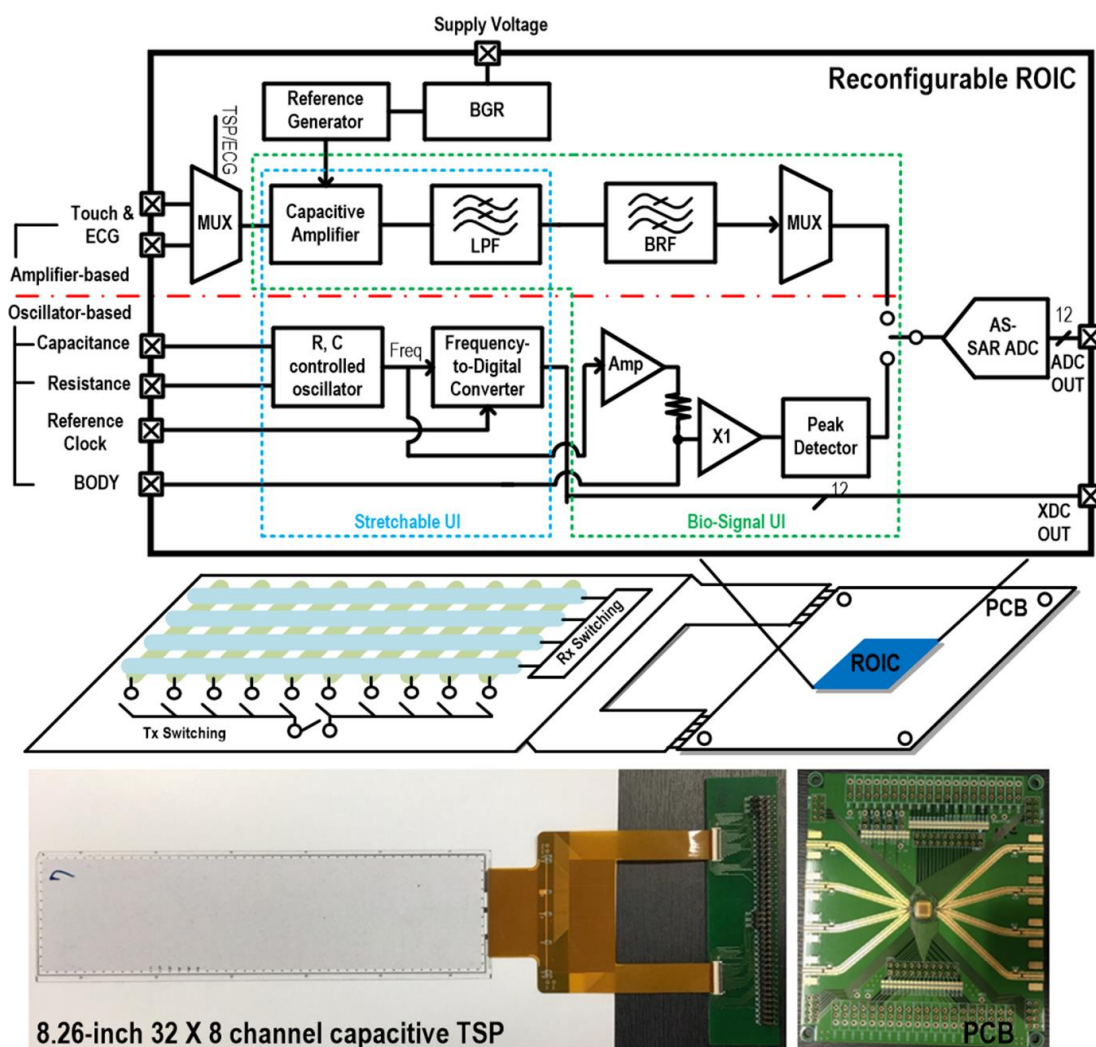 Supply Voltage
Reconfigurable ROIC
Reference
Generator
BGR
TSP/ECG
Touch &
ECG
MUX
Capacitive
Amplifier
LPF
BRF
MUX
Amplifier-based
Oscillator-based
Capacitance
Resistance
Reference
Clock
BODY
R, C
controlled
oscillator
Freq
Frequency-
to-Digital
Converter
Amp
X1
Peak
Detector
AS-
SAR ADC
12
ADC
OUT
12
XDC
OUT
Stretchable UI
Bio-Signal UI
Rx Switching
Tx Switching
PCB
ROIC
8.26-inch 32 X 8 channel capacitive TSP
PCB